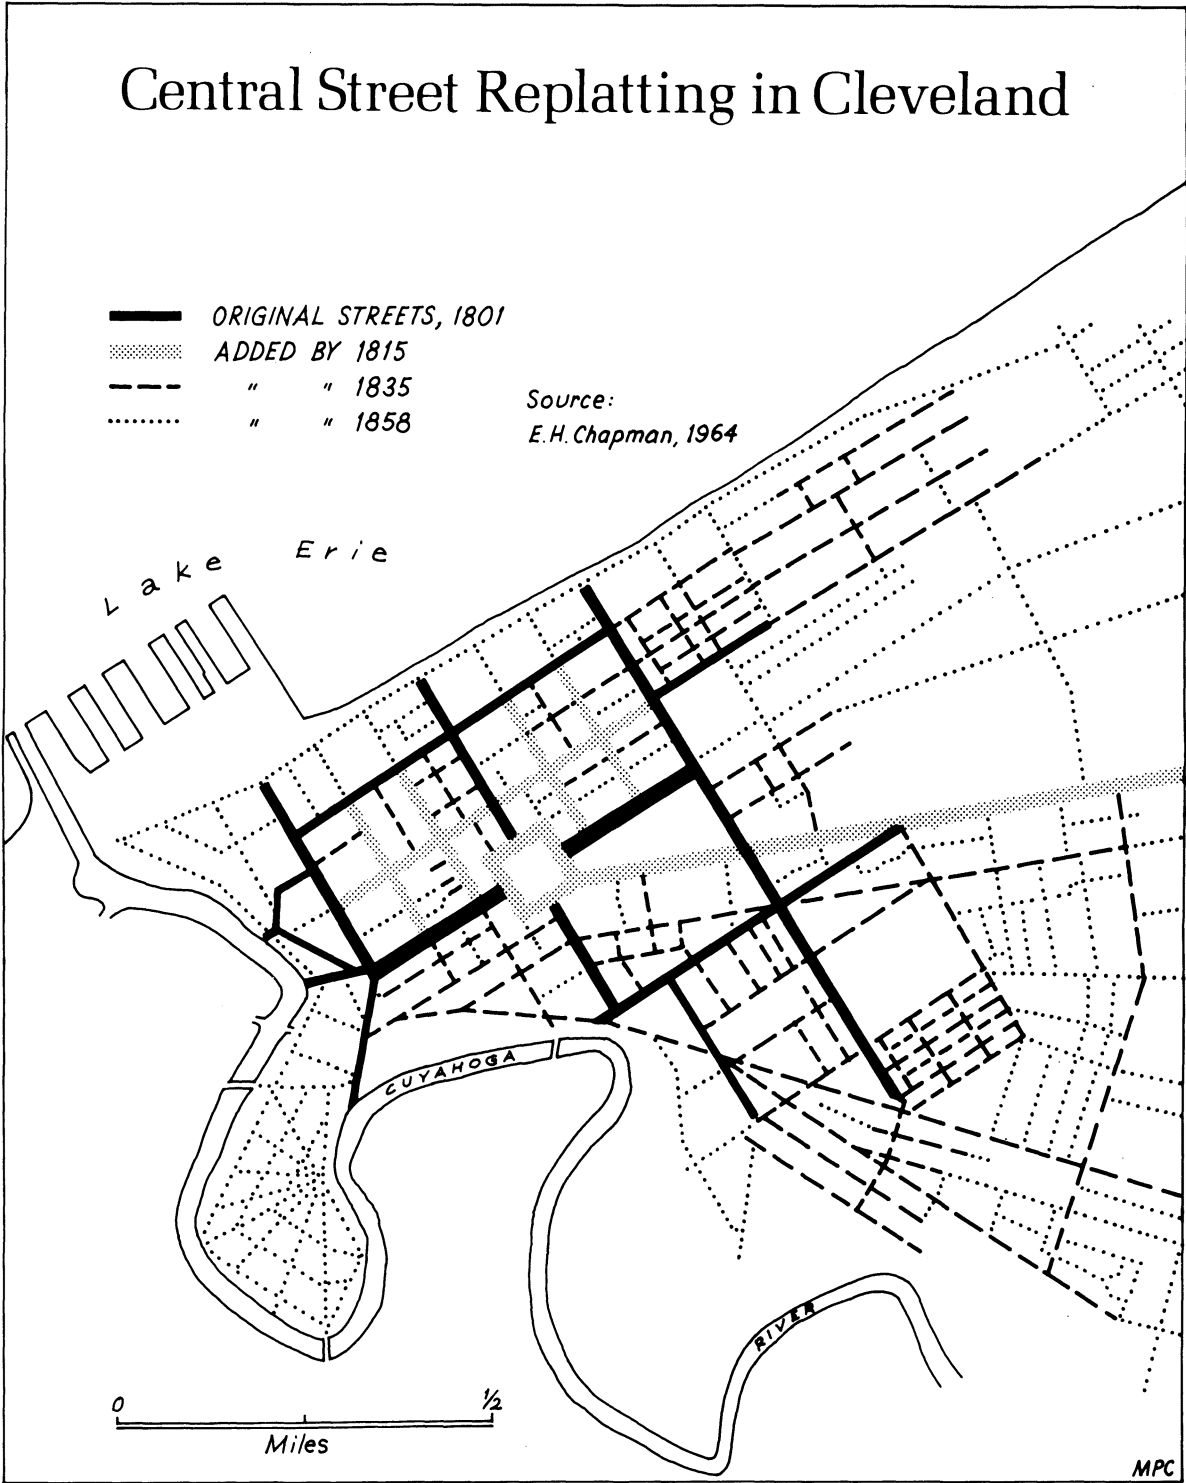 Central Street Replatting in Cleveland
ORIGINAL STREETS, 1801
ADDED BY 1815
" " 1835
" " 1858
Source:
E.H. Chapman, 1964
Lake Erie
CUYAHOGA
RIVER
0 1/2
Miles
MPC